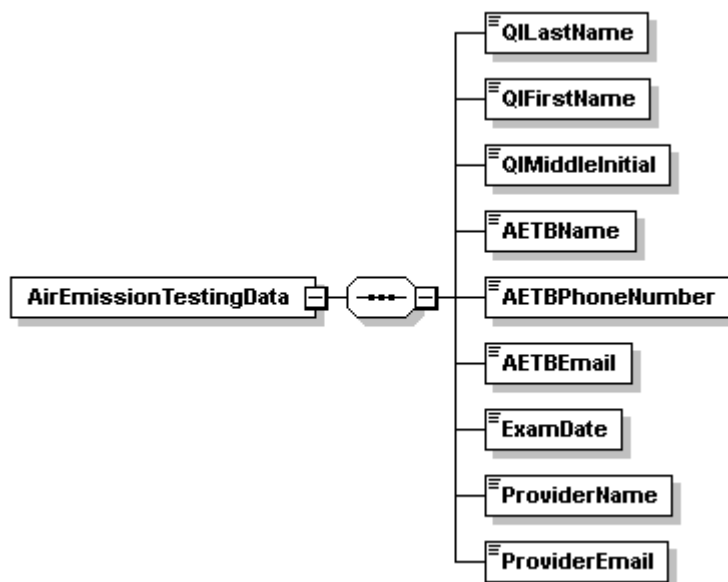 QILastName
QIFirstName
QIMiddleInitial
AETBName
AirEmissionTestingData
AETBPhoneNumber
AETBEmail
ExamDate
ProviderName
ProviderEmail